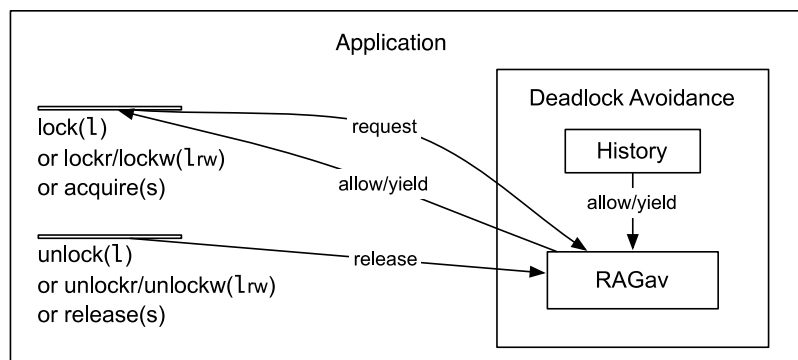 Application
Deadlock Avoidance
History
allow/yield
RAGav
request
allow/yield
release
lock(l)
or lockr/lockw(lrw)
or acquire(s)
unlock(l)
or unlockr/unlockw(lrw)
or release(s)